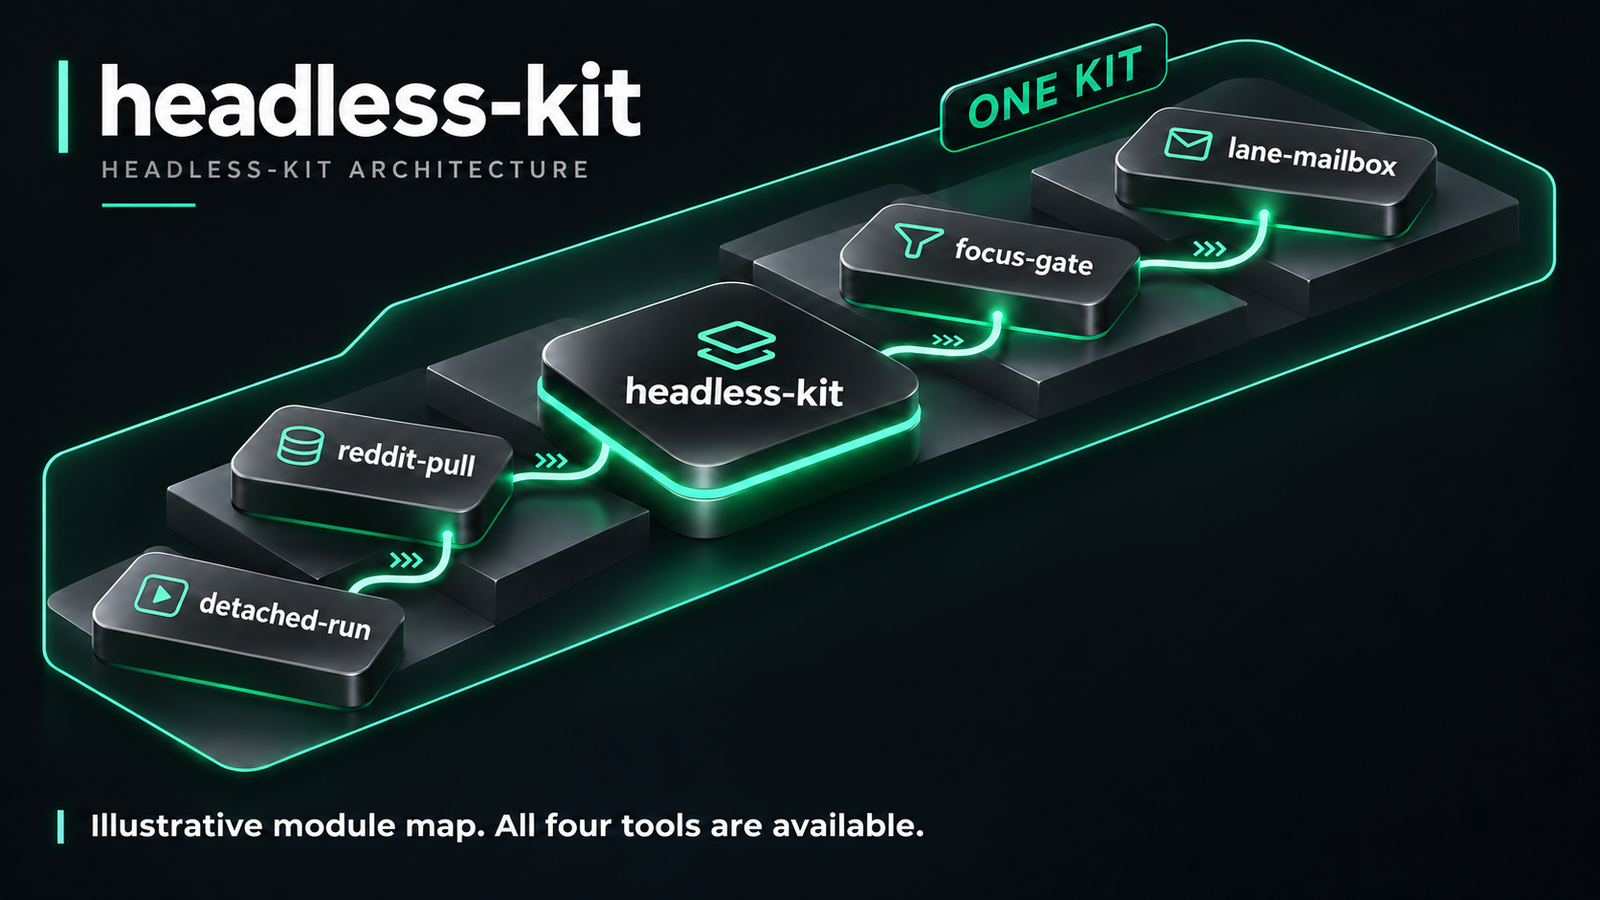 headless-kit
HEADLESS-KIT ARCHITECTURE
ONE KIT
lane-mailbox
focus-gate
headless-kit
reddit-pull
detached-run
Illustrative module map. All four tools are available.